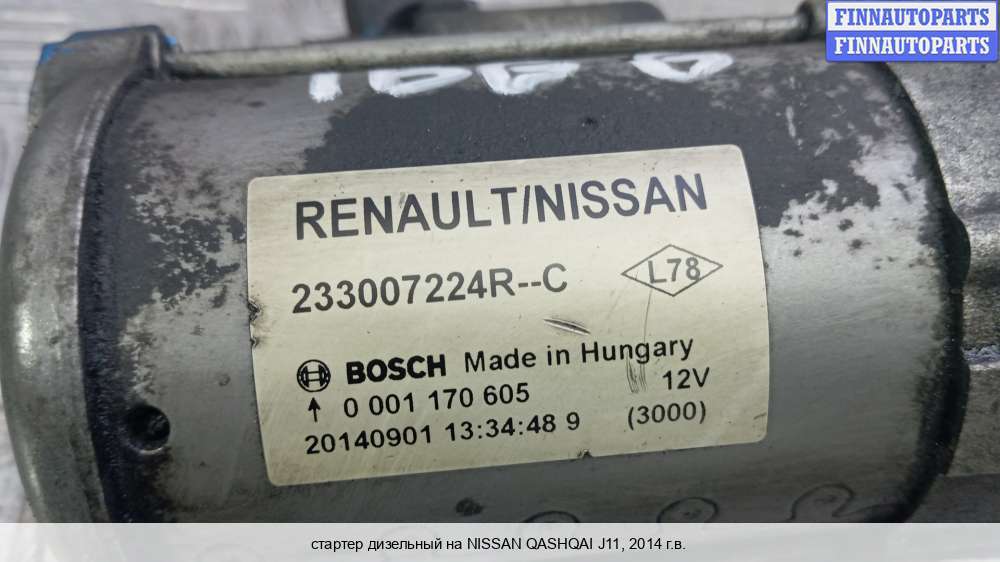 FINNAUTOPARTS
FINNAUTOPARTS
RENAULT/NISSAN
233007224R--C
L78
BOSCH Made in Hungary
0 001 170 605
12V
20140901 13:34:48 9
(3000)
стартер дизельный на NISSAN QASHQAI J11, 2014 г.в.